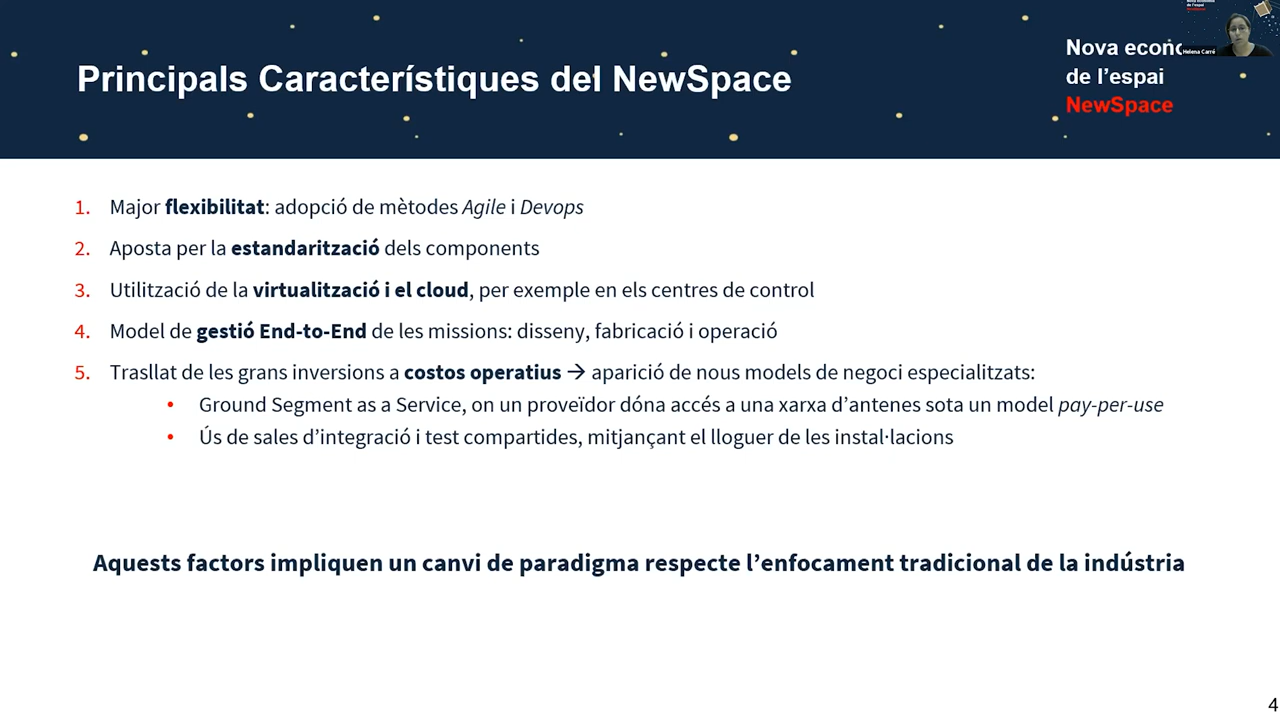 Principals Característiques del NewSpace
Nova econo
de l’espai
NewSpace
Helena Carré
1. Major flexibilitat: adopció de mètodes Agile i Devops
2. Aposta per la estandarització dels components
3. Utilització de la virtualització i el cloud, per exemple en els centres de control
4. Model de gestió End-to-End de les missions: disseny, fabricació i operació
5. Trasllat de les grans inversions a costos operatius → aparició de nous models de negoci especialitzats:
• Ground Segment as a Service, on un proveïdor dóna accés a una xarxa d’antenes sota un model pay-per-use
• Ús de sales d’integració i test compartides, mitjançant el lloguer de les instal·lacions
Aquests factors impliquen un canvi de paradigma respecte l’enfocament tradicional de la indústria
4